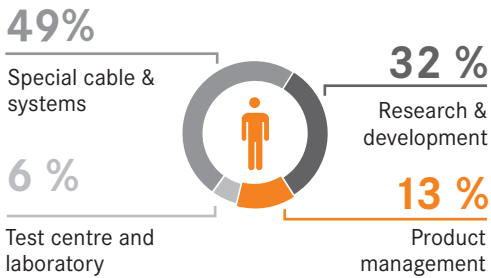 49%
Special cable &
systems
32 %
Research &
development
6 %
Test centre and
laboratory
13 %
Product
management